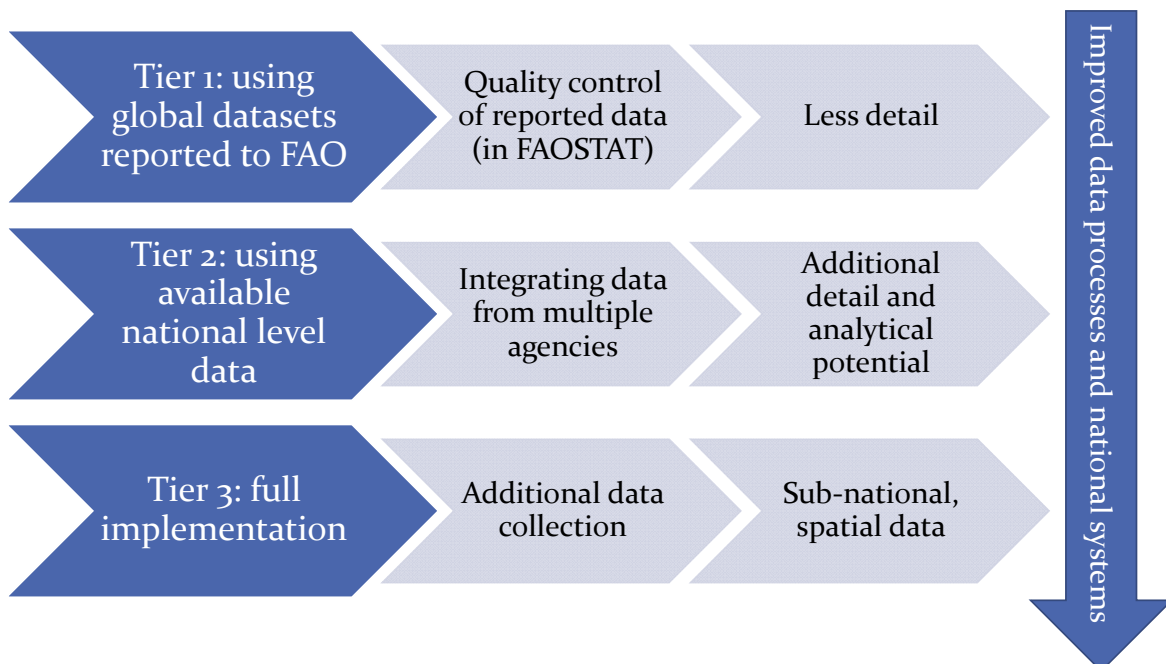 Tier 1: using
global datasets
reported to FAO
Quality control
of reported data
(in FAOSTAT)
Less detail
Tier 2: using
available
national level
data
Integrating data
from multiple
agencies
Additional
detail and
analytical
potential
Tier 3: full
implementation
Additional data
collection
Sub-national,
spatial data
Improved data processes and national systems